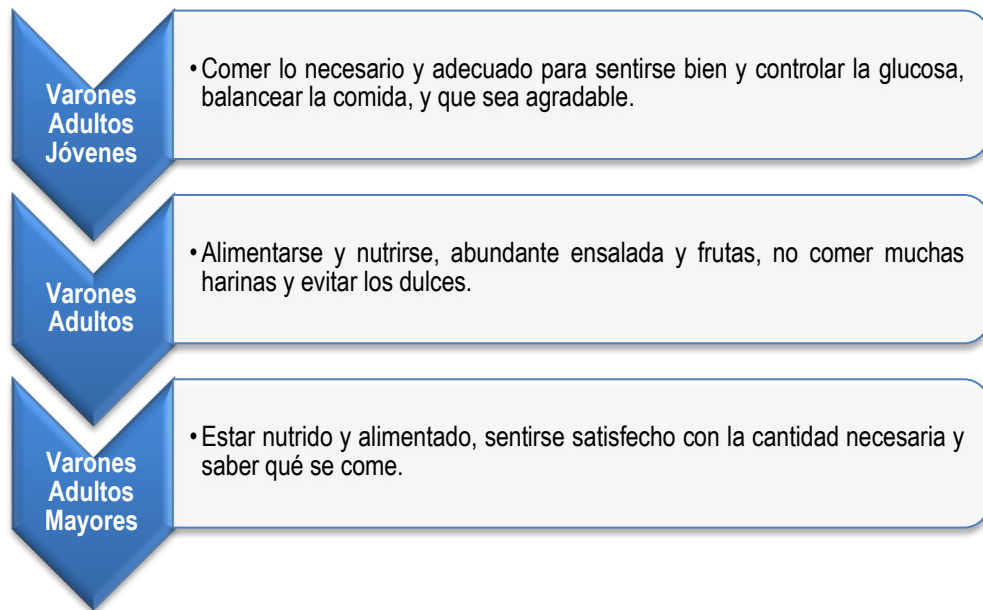 Varones
Adultos
Jóvenes
• Comer lo necesario y adecuado para sentirse bien y controlar la glucosa,
balancear la comida, y que sea agradable.
Varones
Adultos
• Alimentarse y nutrirse, abundante ensalada y frutas, no comer muchas
harinas y evitar los dulces.
Varones
Adultos
Mayores
• Estar nutrido y alimentado, sentirse satisfecho con la cantidad necesaria y
saber qué se come.